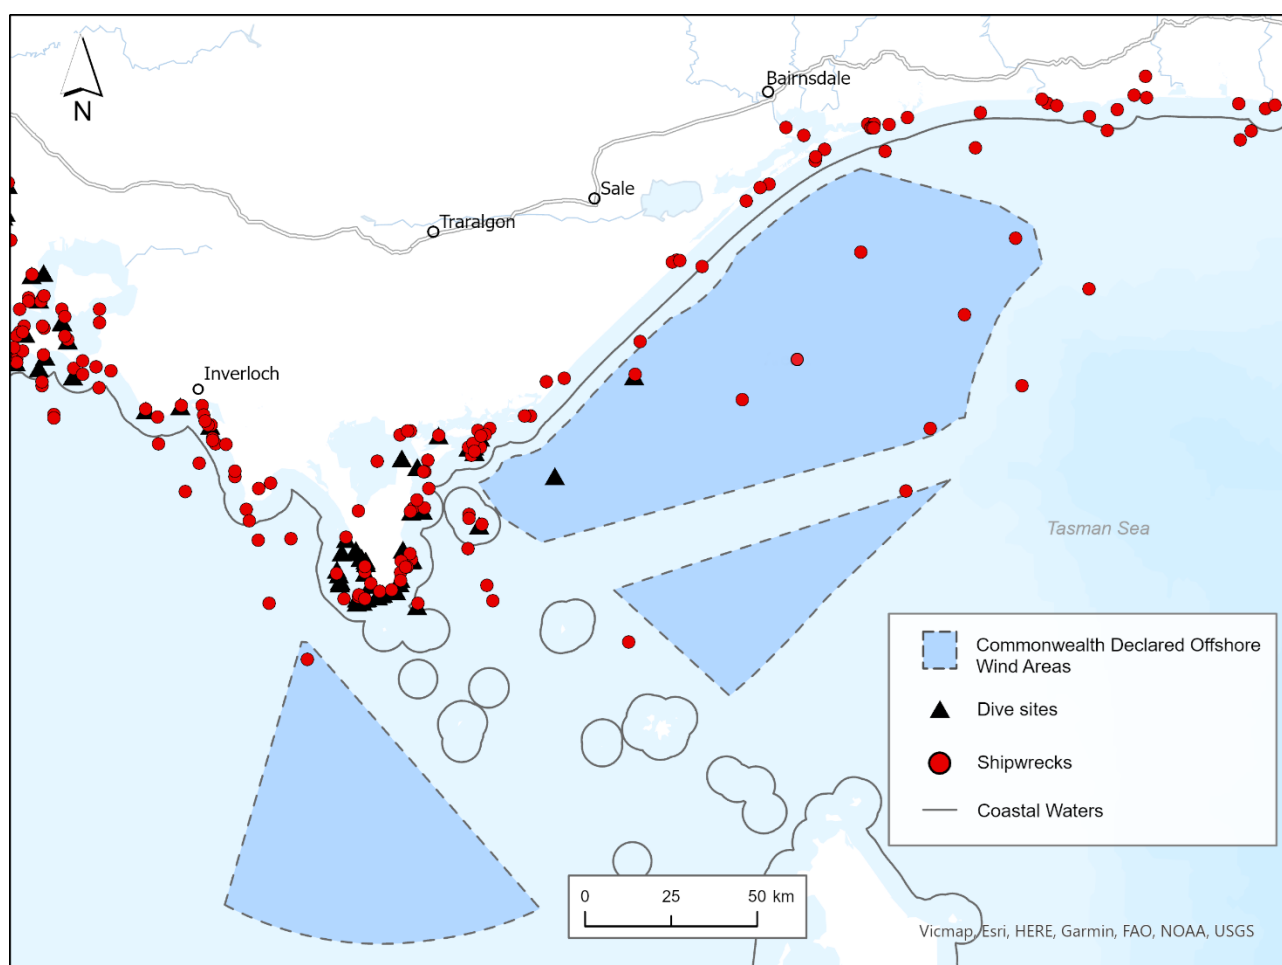 N
Bairnsdale
Sale
Traralgon
Inverloch
Tasman Sea
Commonwealth Declared Offshore
Wind Areas
Dive sites
Shipwrecks
Coastal Waters
0 25 50 km
Vicmap, Esri, HERE, Garmin, FAO, NOAA, USGS